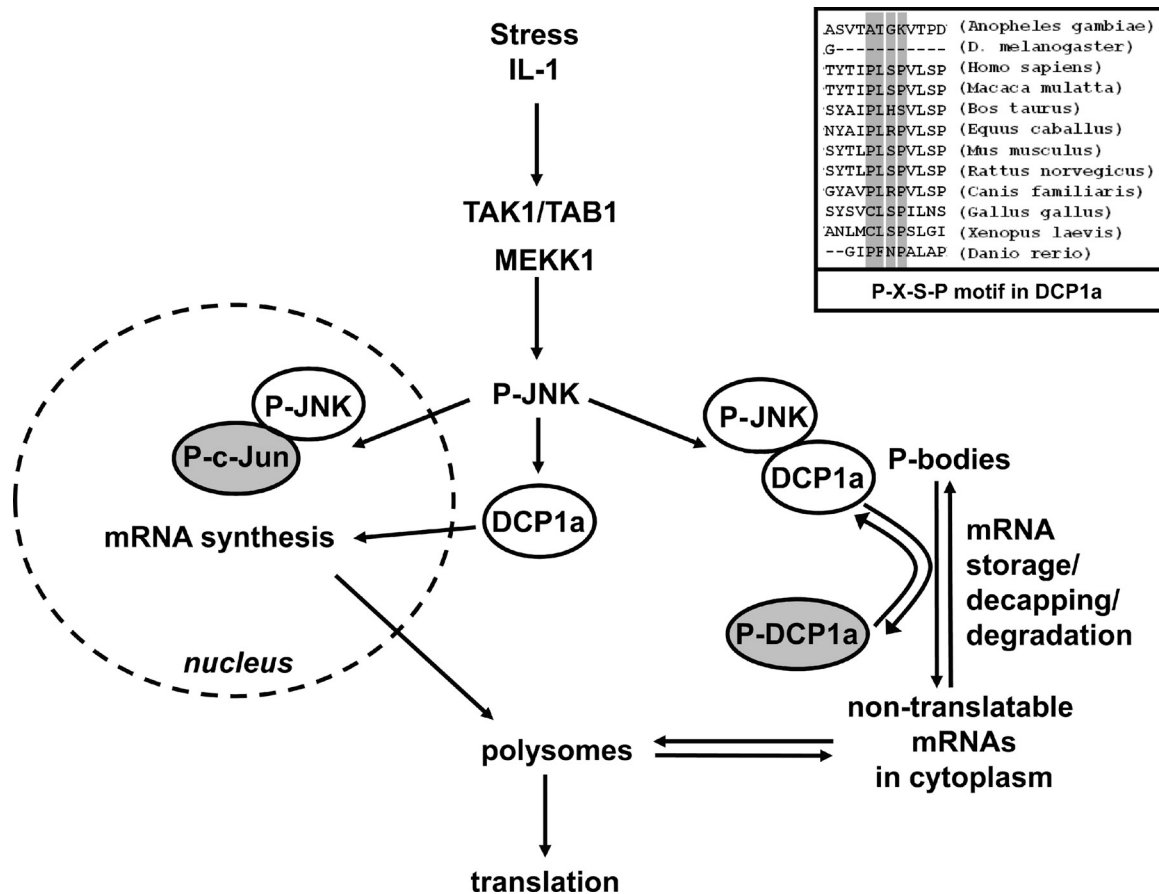 Stress
IL-1
TAK1/TAB1
MEKK1
P-JNK
P-JNK
P-c-Jun
DCP1a
mRNA synthesis
nucleus
P-JNK
DCP1a
P-bodies
mRNA
storage/
decapping/
degradation
P-DCP1a
non-translatable
mRNAs
in cytoplasm
polysomes
translation
ASVTATGKVTPD (Anopheles gambiae)
G----------- (D. melanogaster)
TYTIPLSPVLSP (Homo sapiens)
TYTIPLSPVLSP (Macaca mulatta)
SYAIPLHSVLSP (Bos taurus)
NYAIPLRPVLSP (Equus caballus)
SYTLPLSPVLSP (Mus musculus)
SYTLPLSPVLSP (Rattus norvegicus)
GYAVPLRPVLSP (Canis familiaris)
SYSVCLSPILNS (Gallus gallus)
ANLMCLSPSLGI (Xenopus laevis)
--GIPFNPALAP (Danio rerio)
P-X-S-P motif in DCP1a